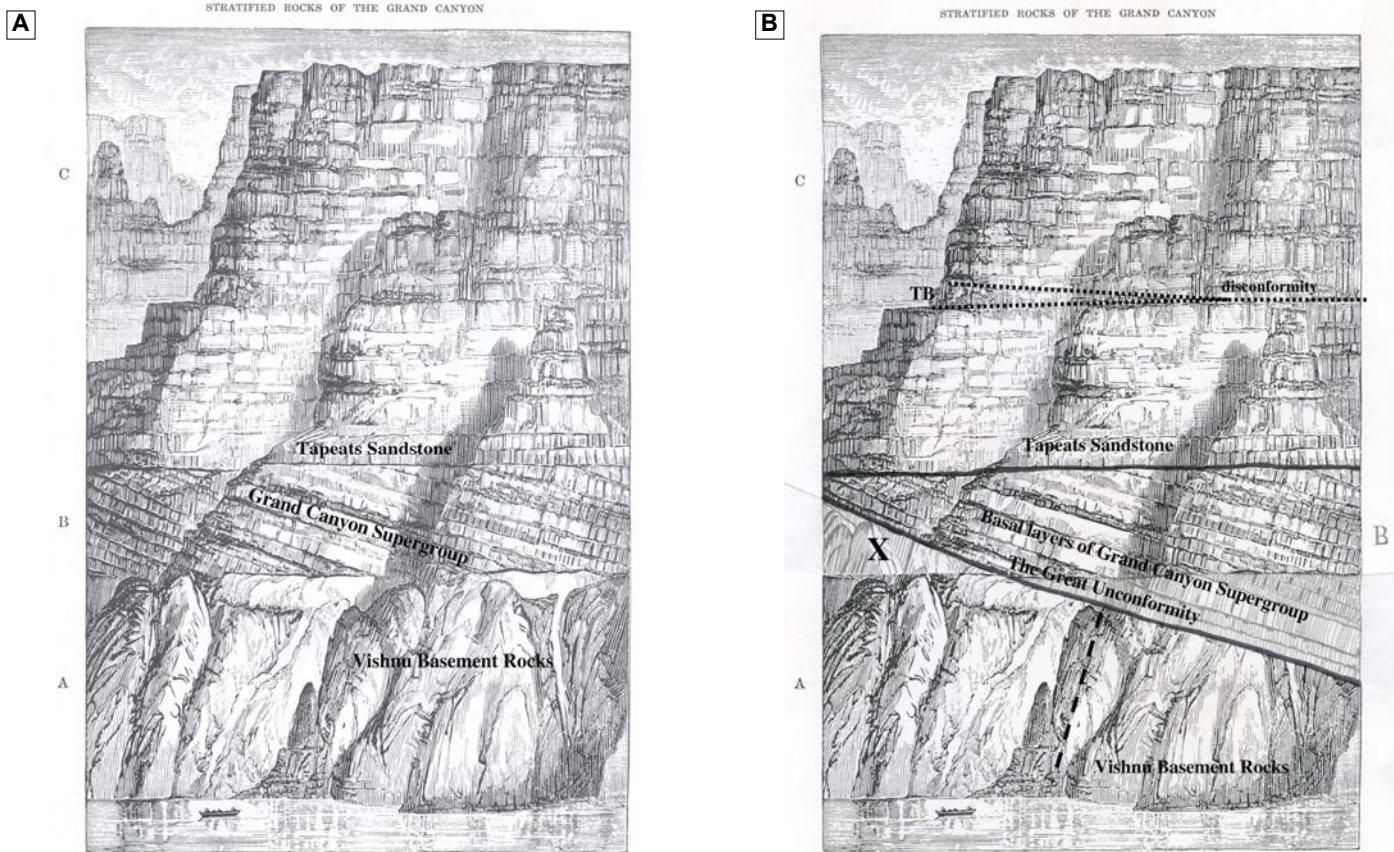 A
STRATIFIED ROCKS OF THE GRAND CANYON
C
Tapeats Sandstone
B
Grand Canyon Supergroup
Vishnu Basement Rocks
A
B
STRATIFIED ROCKS OF THE GRAND CANYON
C
TB
disconformity
Tapeats Sandstone
X
Basal layers of Grand Canyon Supergroup
B
The Great Unconformity
A
Vishnu Basement Rocks